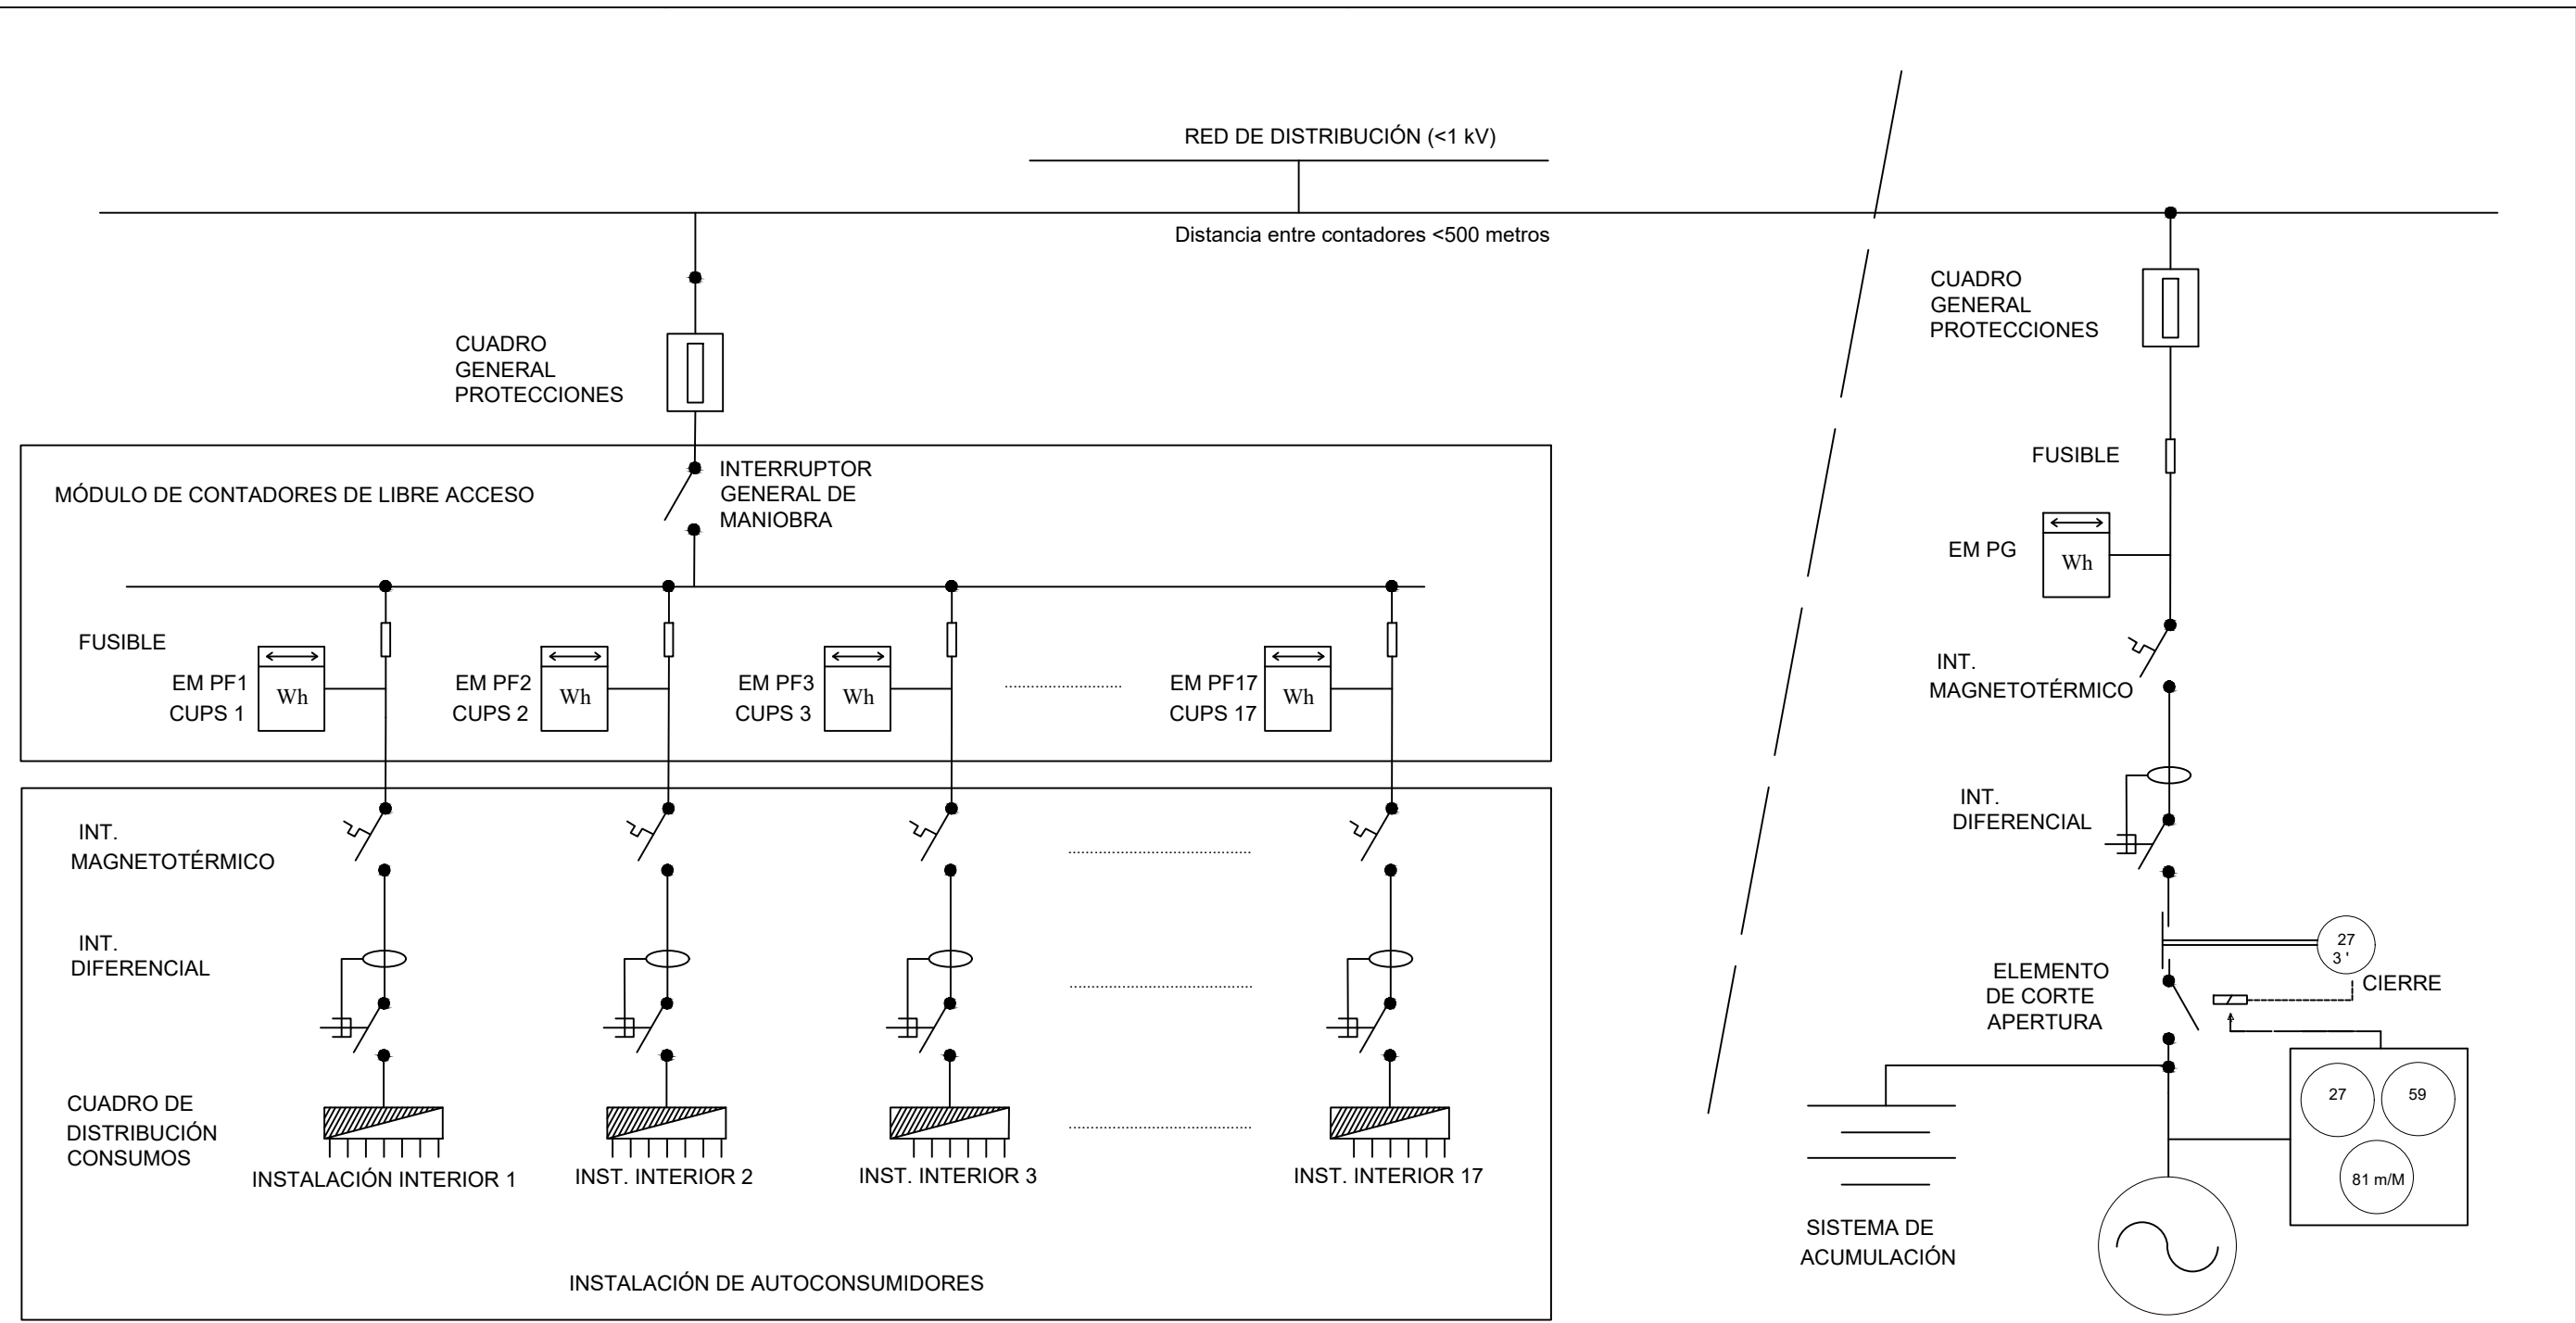 RED DE DISTRIBUCIÓN (<1 kV)
Distancia entre contadores <500 metros
CUADRO
GENERAL
PROTECCIONES
MÓDULO DE CONTADORES DE LIBRE ACCESO
INTERRUPTOR
GENERAL DE
MANIOBRA
FUSIBLE
EM PF1
CUPS 1
Wh
EM PF2
CUPS 2
Wh
EM PF3
CUPS 3
Wh
EM PF17
CUPS 17
Wh
INT.
MAGNETOTÉRMICO
INT.
DIFERENCIAL
CUADRO DE
DISTRIBUCIÓN
CONSUMOS
INSTALACIÓN INTERIOR 1
INST. INTERIOR 2
INST. INTERIOR 3
INST. INTERIOR 17
INSTALACIÓN DE AUTOCONSUMIDORES
CUADRO
GENERAL
PROTECCIONES
FUSIBLE
EM PG
Wh
INT.
MAGNETOTÉRMICO
INT.
DIFERENCIAL
27
3 '
CIERRE
ELEMENTO
DE CORTE
APERTURA
27
59
81 m/M
SISTEMA DE
ACUMULACIÓN